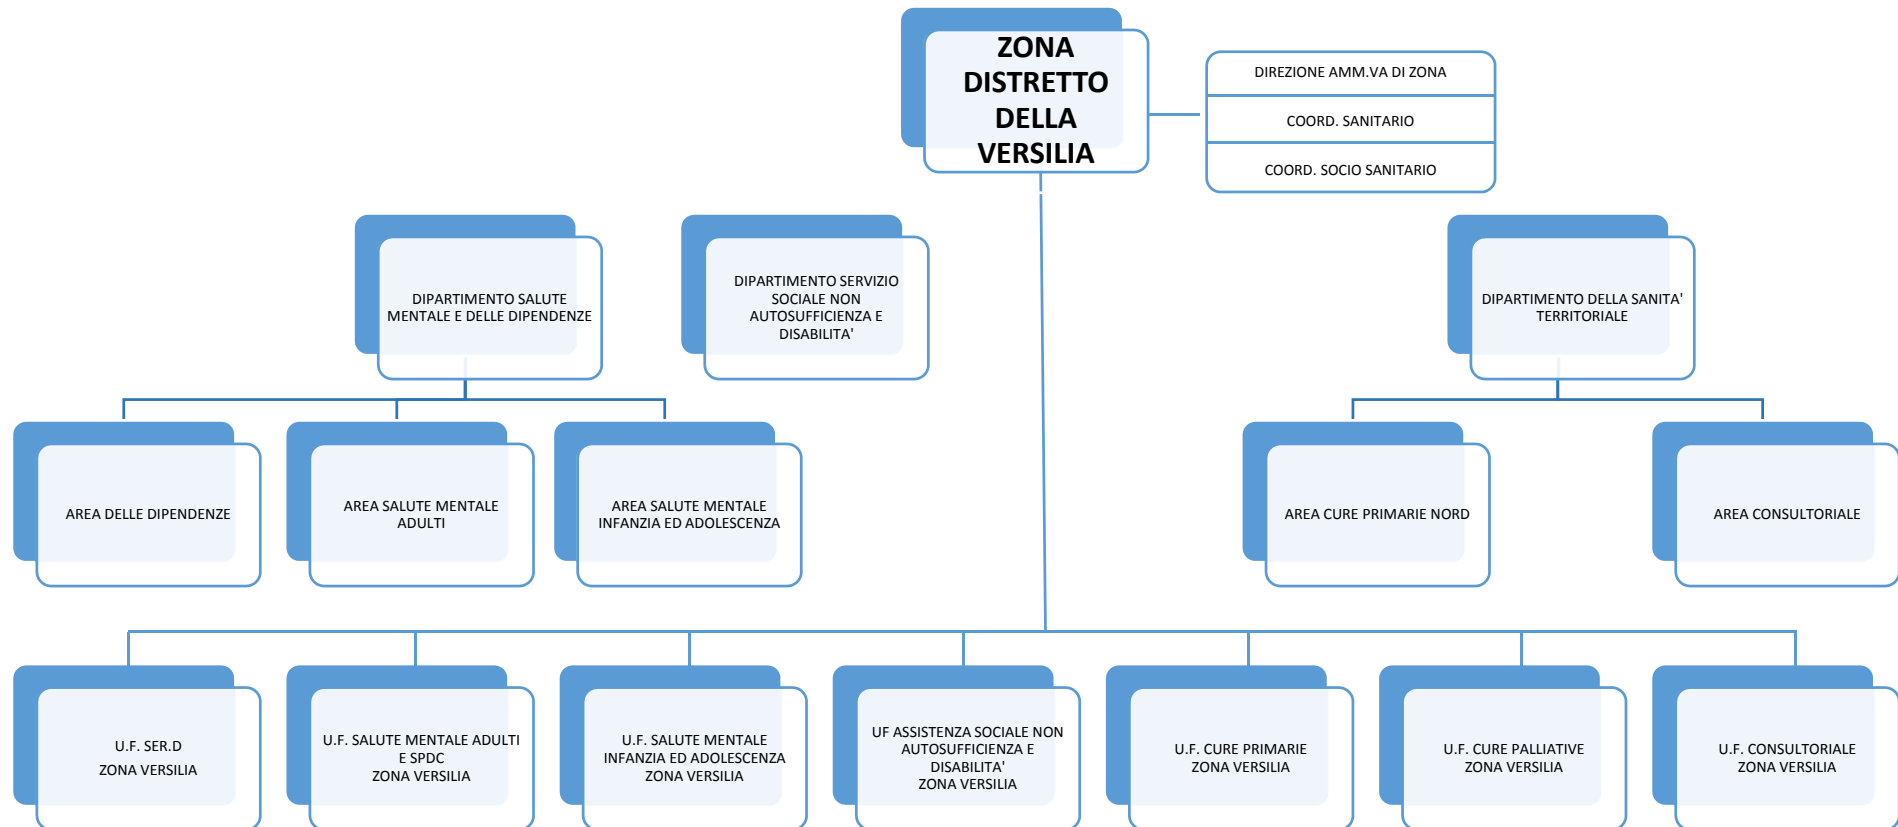 ZONA
DISTRETTO
DELLA
VERSILIA
DIREZIONE AMM.VA DI ZONA
COORD. SANITARIO
COORD. SOCIO SANITARIO
DIPARTIMENTO SALUTE
MENTALE E DELLE DIPENDENZE
DIPARTIMENTO SERVIZIO
SOCIALE NON
AUTOSUFFICIENZA E
DISABILITA'
DIPARTIMENTO DELLA SANITA'
TERRITORIALE
AREA DELLE DIPENDENZE
AREA SALUTE MENTALE
ADULTI
AREA SALUTE MENTALE
INFANZIA ED ADOLESCENZA
AREA CURE PRIMARIE NORD
AREA CONSULTORIALE
U.F. SER.D
ZONA VERSILIA
U.F. SALUTE MENTALE ADULTI
E SPDC
ZONA VERSILIA
U.F. SALUTE MENTALE
INFANZIA ED ADOLESCENZA
ZONA VERSILIA
UF ASSISTENZA SOCIALE NON
AUTOSUFFICIENZA E
DISABILITA'
ZONA VERSILIA
U.F. CURE PRIMARIE
ZONA VERSILIA
U.F. CURE PALLIATIVE
ZONA VERSILIA
U.F. CONSULTORIALE
ZONA VERSILIA